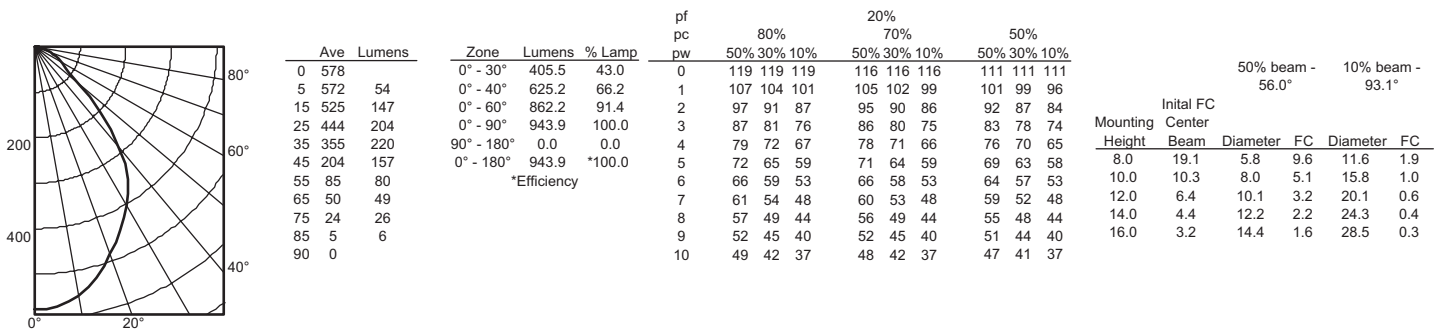 80°
60°
40°
20°
0°
200
400
Ave Lumens
0 578
5 572 54
15 525 147
25 444 204
35 355 220
45 204 157
55 85 80
65 50 49
75 24 26
85 5 6
90 0
Zone Lumens % Lamp
0° - 30° 405.5 43.0
0° - 40° 625.2 66.2
0° - 60° 862.2 91.4
0° - 90° 943.9 100.0
90° - 180° 0.0 0.0
0° - 180° 943.9 *100.0
*Efficiency
pf 20%
pc 80% 70% 50%
pw 50% 30% 10% 50% 30% 10% 50% 30% 10%
0 119 119 119 116 116 116 111 111 111
1 107 104 101 105 102 99 101 99 96
2 97 91 87 95 90 86 92 87 84
3 87 81 76 86 80 75 83 78 74
4 79 72 67 78 71 66 76 70 65
5 72 65 59 71 64 59 69 63 58
6 66 59 53 66 58 53 64 57 53
7 61 54 48 60 53 48 59 52 48
8 57 49 44 56 49 44 55 48 44
9 52 45 40 52 45 40 51 44 40
10 49 42 37 48 42 37 47 41 37
50% beam - 10% beam -
56.0° 93.1°
Inital FC
Mounting Center
Height Beam Diameter FC Diameter FC
8.0 19.1 5.8 9.6 11.6 1.9
10.0 10.3 8.0 5.1 15.8 1.0
12.0 6.4 10.1 3.2 20.1 0.6
14.0 4.4 12.2 2.2 24.3 0.4
16.0 3.2 14.4 1.6 28.5 0.3